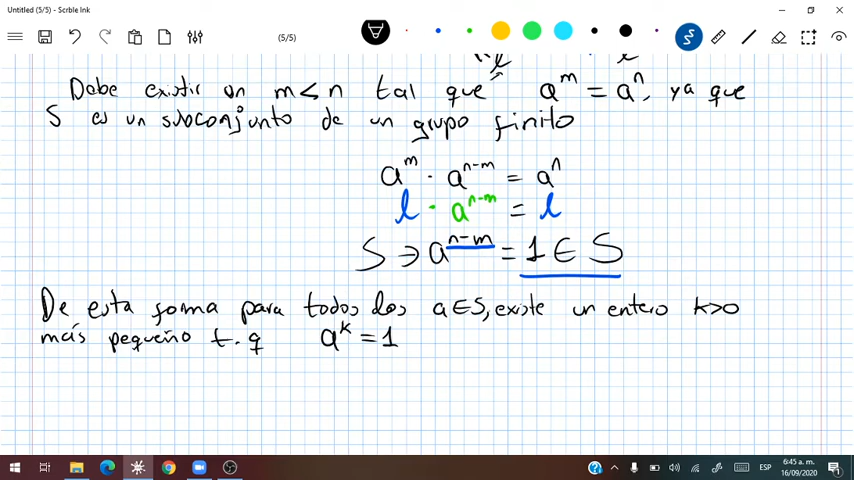 Untitled (5/5) - Scrble Ink
(5/5)
Debe existir un m < n tal que a^m = a^n, ya que
S es un subconjunto de un grupo finito
a^m · a^{n-m} = a^n
l · a^{n-m} = l
S ∋ a^{n-m} = 1 ∈ S
De esta forma para todos los a∈S, existe un entero k>0
más pequeño t.q a^k = 1
ESP
6:45 a. m.
16/09/2020